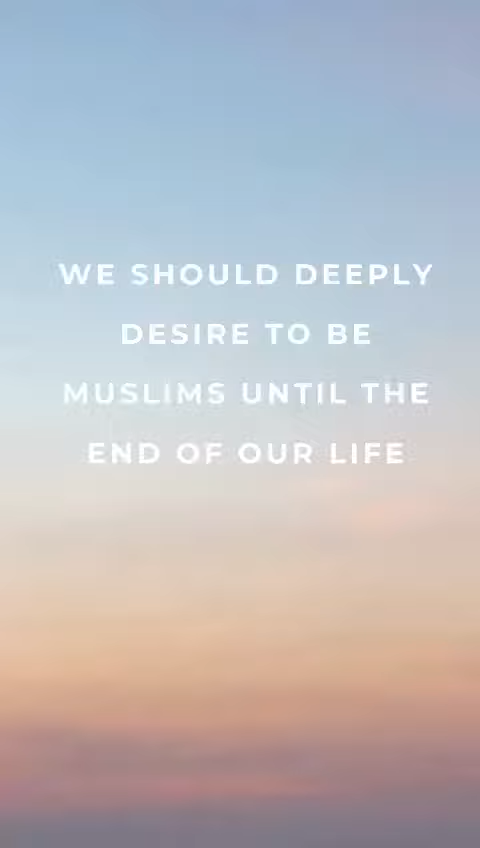 WE SHOULD DEEPLY
DESIRE TO BE
MUSLIMS UNTIL THE
END OF OUR LIFE